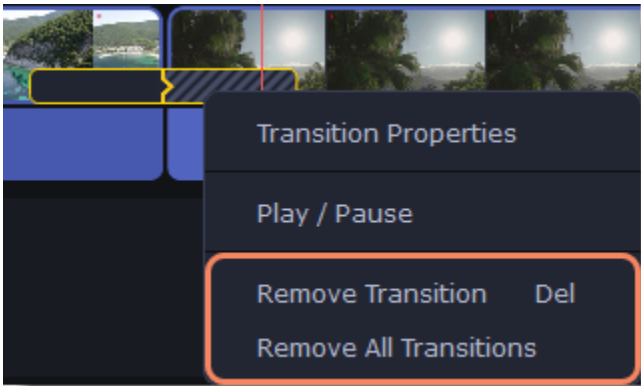 Transition Properties
Play / Pause
Remove Transition Del
Remove All Transitions